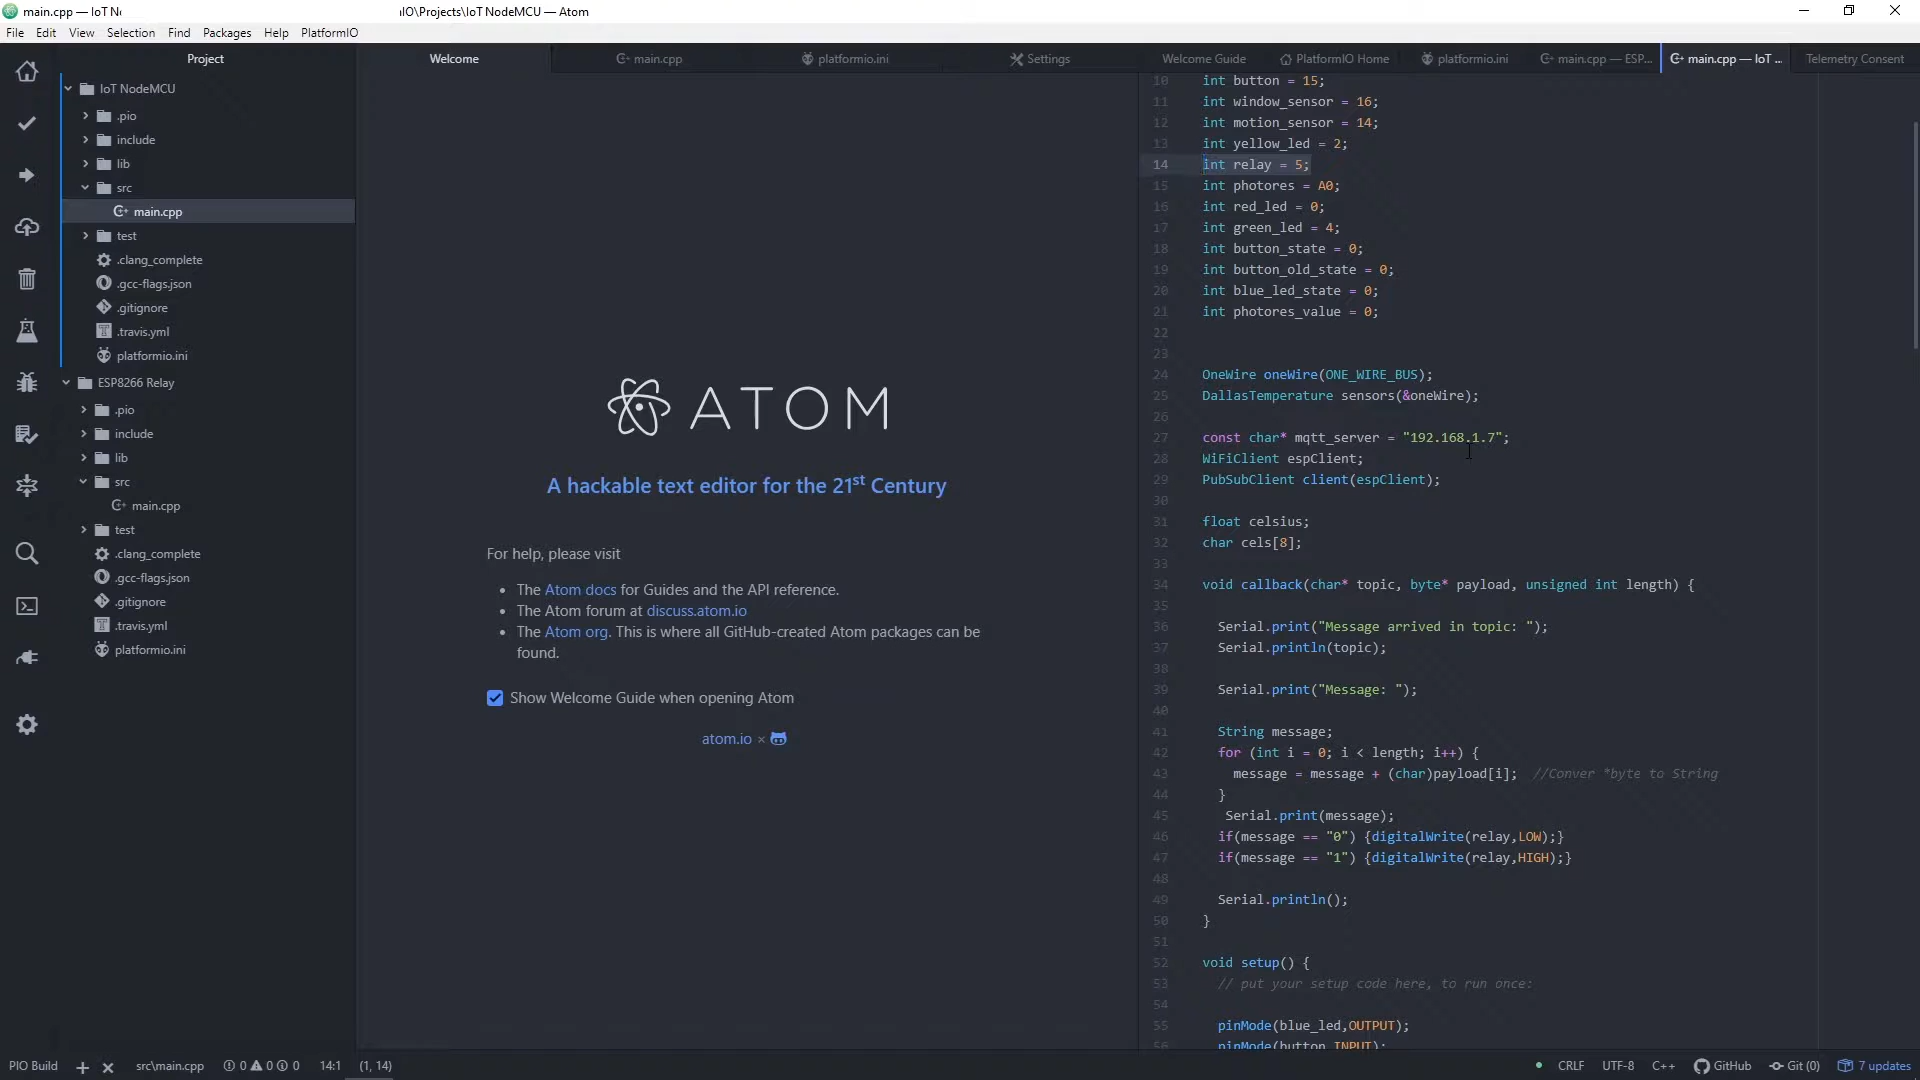 main.cpp — IoT No
IO\Projects\IoT NodeMCU — Atom
File Edit View Selection Find Packages Help PlatformIO
Project
IoT NodeMCU
.pio
include
lib
src
main.cpp
test
.clang_complete
.gcc-flags.json
.gitignore
.travis.yml
platformio.ini
ESP8266 Relay
.pio
include
lib
src
main.cpp
test
.clang_complete
.gcc-flags.json
.gitignore
.travis.yml
platformio.ini
Welcome main.cpp platformio.ini Settings
ATOM
A hackable text editor for the 21st Century
For help, please visit
• The Atom docs for Guides and the API reference.
• The Atom forum at discuss.atom.io
• The Atom org. This is where all GitHub-created Atom packages can be
found.
Show Welcome Guide when opening Atom
atom.io ×
Welcome Guide PlatformIO Home platformio.ini main.cpp — ESP... main.cpp — IoT ... Telemetry Consent
10 int button = 15;
11 int window_sensor = 16;
12 int motion_sensor = 14;
13 int yellow_led = 2;
14 int relay = 5;
15 int photores = A0;
16 int red_led = 0;
17 int green_led = 4;
18 int button_state = 0;
19 int button_old_state = 0;
20 int blue_led_state = 0;
21 int photores_value = 0;
22
23
24 OneWire oneWire(ONE_WIRE_BUS);
25 DallasTemperature sensors(&oneWire);
26
27 const char* mqtt_server = "192.168.1.7";
28 WiFiClient espClient;
29 PubSubClient client(espClient);
30
31 float celsius;
32 char cels[8];
33
34 void callback(char* topic, byte* payload, unsigned int length) {
35
36 Serial.print("Message arrived in topic: ");
37 Serial.println(topic);
38
39 Serial.print("Message: ");
40
41 String message;
42 for (int i = 0; i < length; i++) {
43 message = message + (char)payload[i]; //Conver *byte to String
44 }
45 Serial.print(message);
46 if(message == "0") {digitalWrite(relay,LOW);}
47 if(message == "1") {digitalWrite(relay,HIGH);}
48
49 Serial.println();
50 }
51
52 void setup() {
53 // put your setup code here, to run once:
54
55 pinMode(blue_led,OUTPUT);
56 pinMode(button,INPUT);
PIO Build + × src\main.cpp 0 0 0 14:1 (1, 14)
CRLF UTF-8 C++ GitHub Git (0) 7 updates